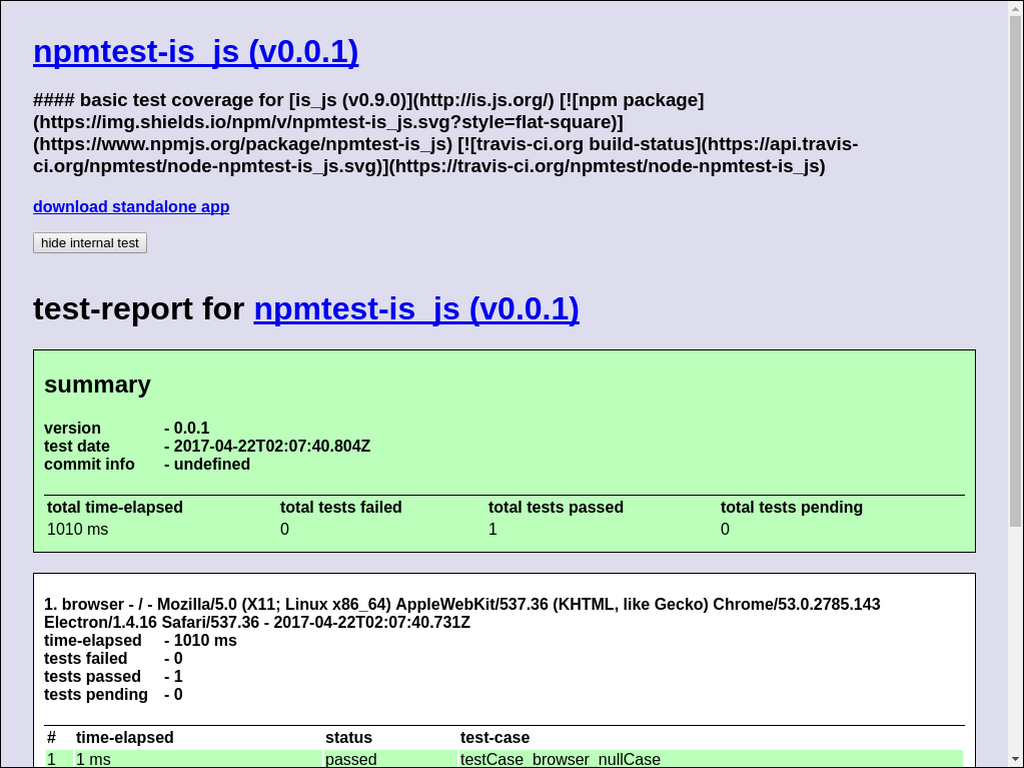 npmtest-is_js (v0.0.1)
#### basic test coverage for [is_js (v0.9.0)](http://is.js.org/) [![npm package]
(https://img.shields.io/npm/v/npmtest-is_js.svg?style=flat-square)]
(https://www.npmjs.org/package/npmtest-is_js) [![travis-ci.org build-status](https://api.travis-
ci.org/npmtest/node-npmtest-is_js.svg)](https://travis-ci.org/npmtest/node-npmtest-is_js)
download standalone app
hide internal test
test-report for npmtest-is_js (v0.0.1)
summary
version - 0.0.1
test date - 2017-04-22T02:07:40.804Z
commit info - undefined
total time-elapsed total tests failed total tests passed total tests pending
1010 ms 0 1 0
1. browser - / - Mozilla/5.0 (X11; Linux x86_64) AppleWebKit/537.36 (KHTML, like Gecko) Chrome/53.0.2785.143
Electron/1.4.16 Safari/537.36 - 2017-04-22T02:07:40.731Z
time-elapsed - 1010 ms
tests failed - 0
tests passed - 1
tests pending - 0
# time-elapsed status test-case
1 1 ms passed testCase_browser_nullCase